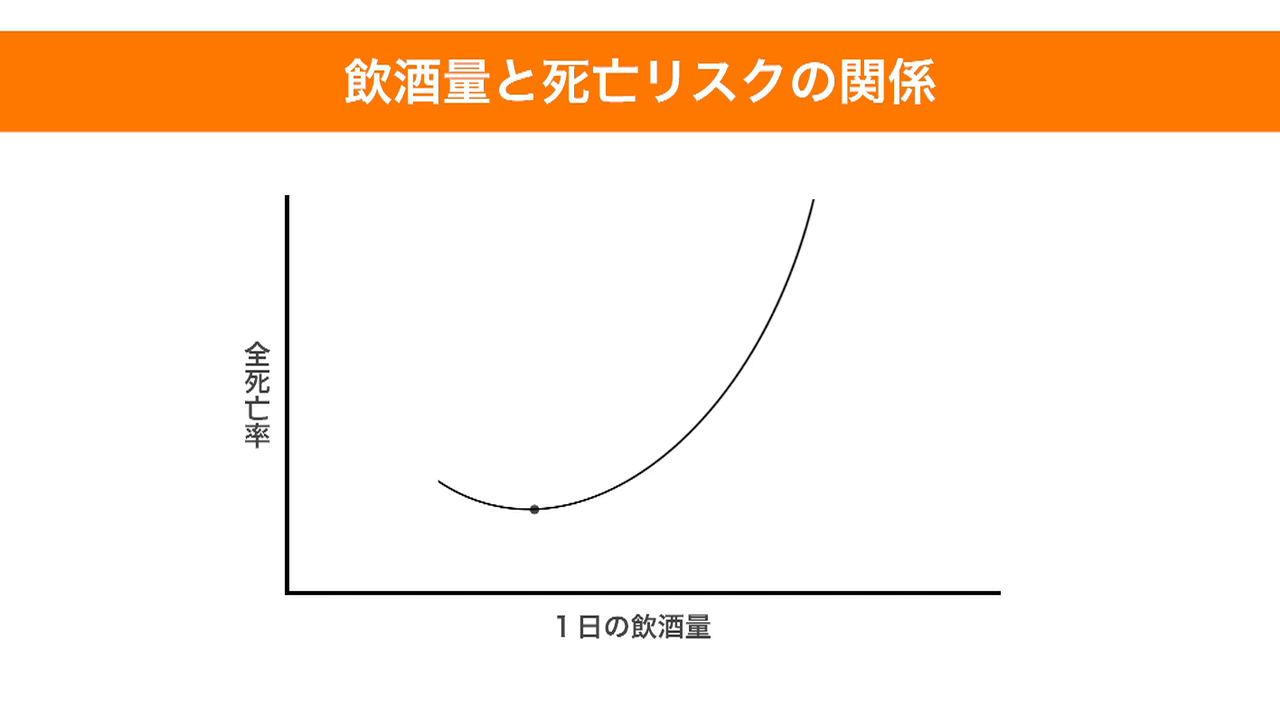 飲酒量と死亡リスクの関係
全死亡率
1日の飲酒量